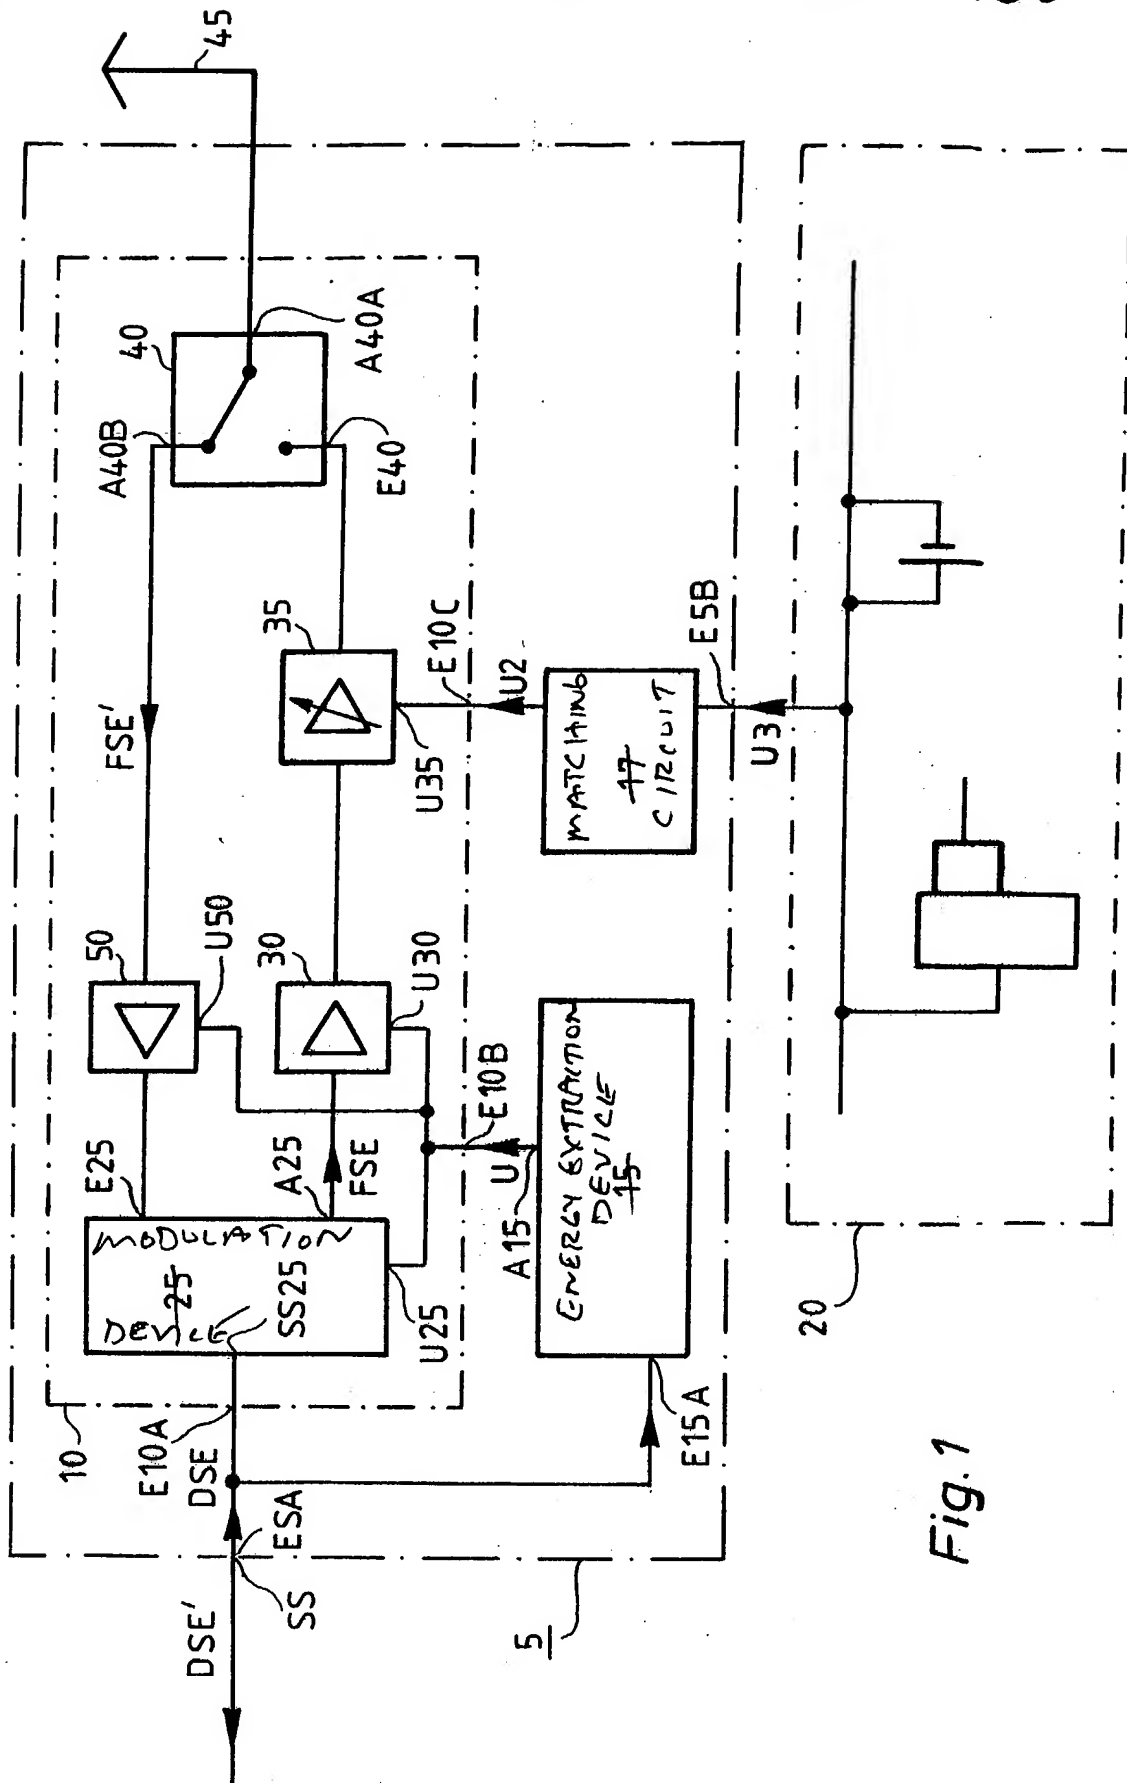 45
40
A40B
A40A
E40
FSE'
35
E10C
U2
U35
MATCHING
17
CIRCUIT
E5B
U3
50
U50
30
U30
E25
A25
FSE
U
E10B
A15
MODULATION
25
DEVICE
SS25
U25
ENERGY EXTRACTION
DEVICE
15
E15A
10
E10A
DSE
ESA
SS
DSE'
5
20
Fig.1